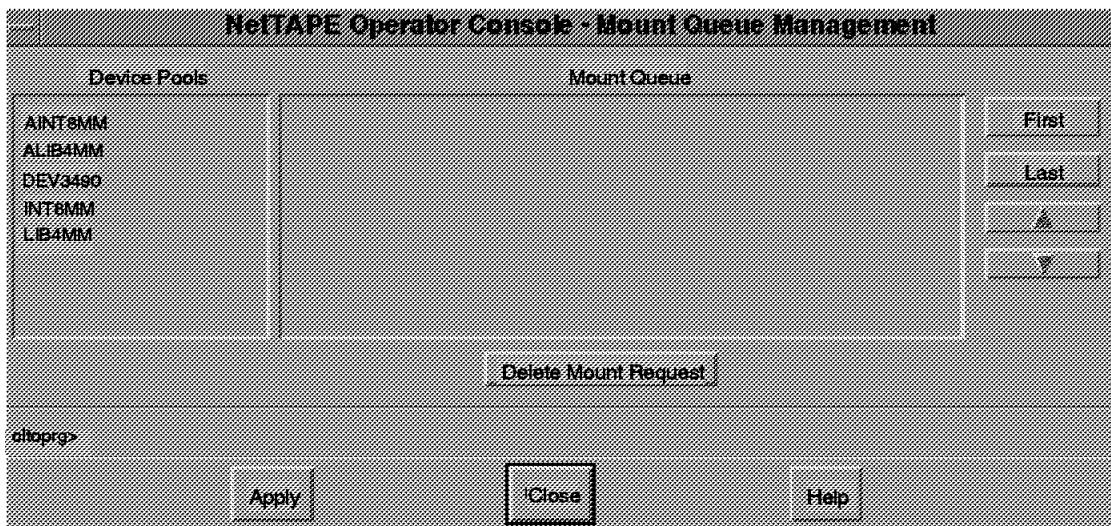 NetTAPE Operator Console - Mount Queue Management
Device Pools
Mount Queue
AINT8MM
ALIB4MM
DEV3490
INT8MM
LIB4MM
First
Last
Delete Mount Request
cltoprg>
Apply
Close
Help